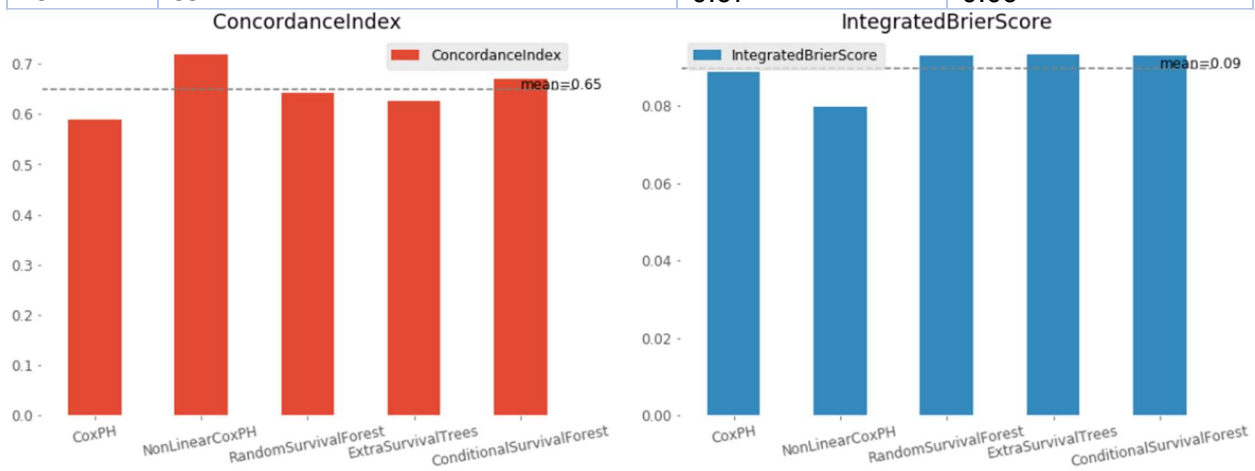 ConcordanceIndex
ConcordanceIndex
mean=0.65
0.7
0.6
0.5
0.4
0.3
0.2
0.1
0.0
CoxPH
NonLinearCoxPH
RandomSurvivalForest
ExtraSurvivalTrees
ConditionalSurvivalForest
IntegratedBrierScore
IntegratedBrierScore
mean=0.09
0.08
0.06
0.04
0.02
0.00
CoxPH
NonLinearCoxPH
RandomSurvivalForest
ExtraSurvivalTrees
ConditionalSurvivalForest